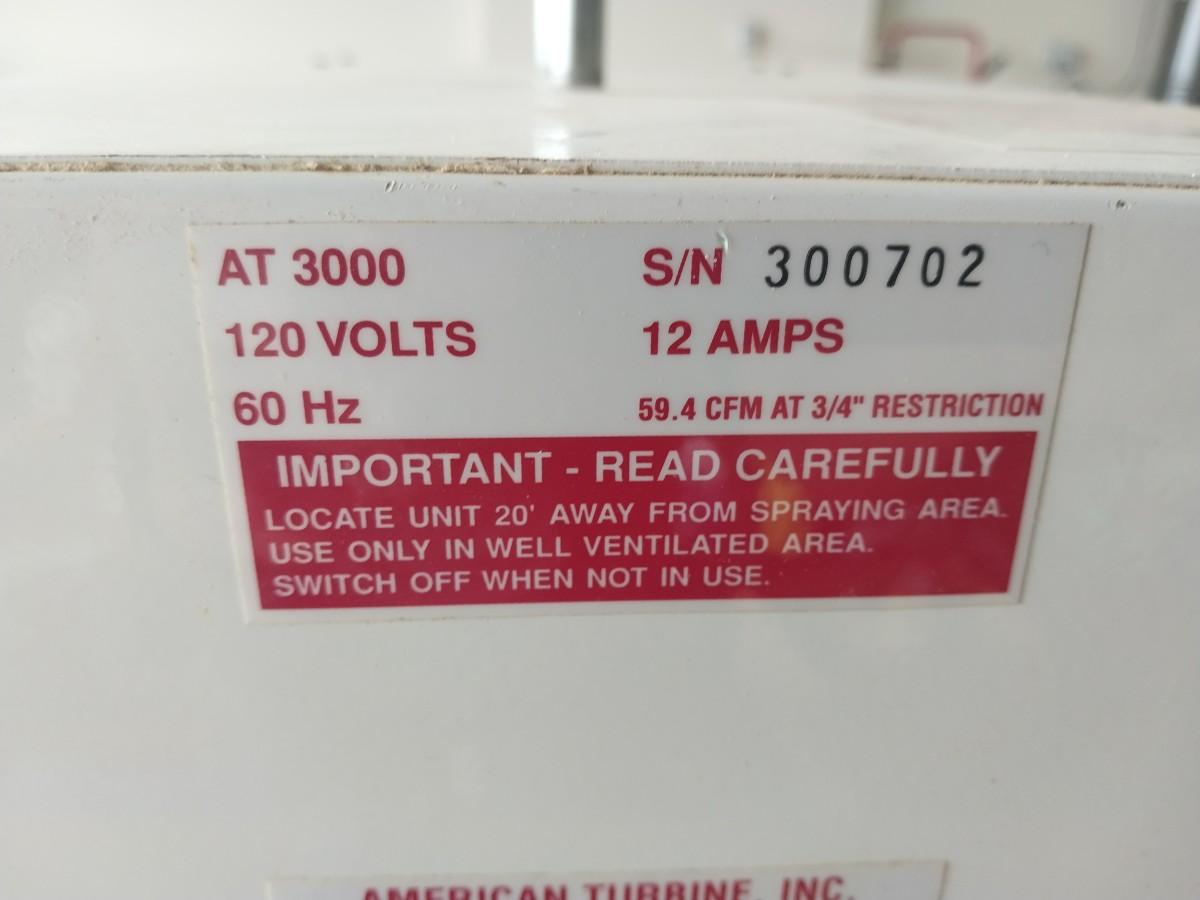 AT 3000 S/N 300702
120 VOLTS 12 AMPS
60 Hz 59.4 CFM AT 3/4" RESTRICTION
IMPORTANT - READ CAREFULLY
LOCATE UNIT 20' AWAY FROM SPRAYING AREA.
USE ONLY IN WELL VENTILATED AREA.
SWITCH OFF WHEN NOT IN USE.
AMERICAN TURBINE, INC.